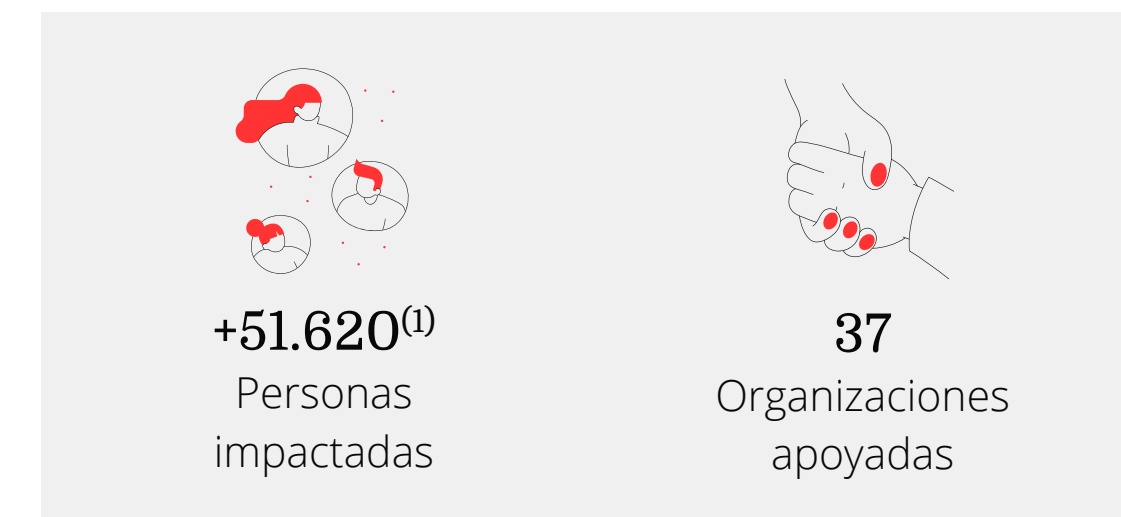 +51.620(1)
Personas
impactadas
37
Organizaciones
apoyadas